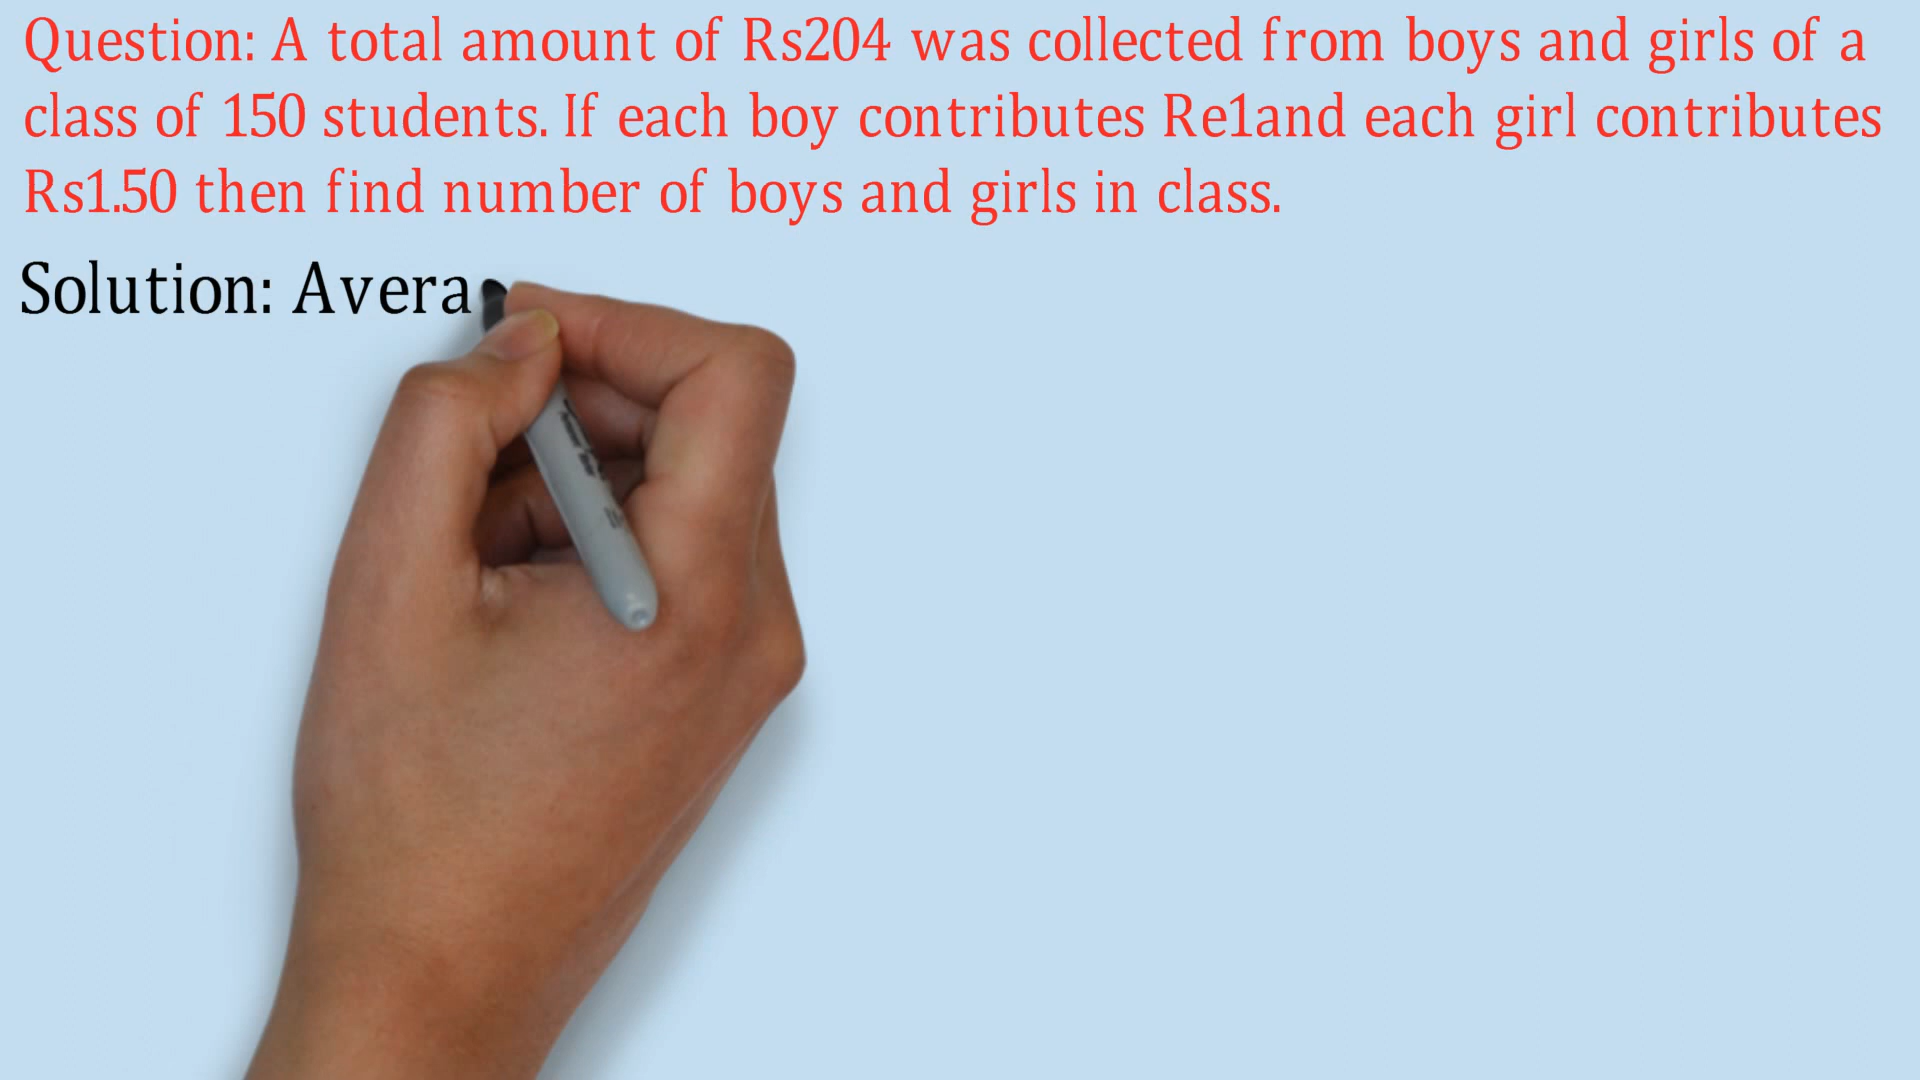 Question: A total amount of Rs204 was collected from boys and girls of a
class of 150 students. If each boy contributes Re1and each girl contributes
Rs1.50 then find number of boys and girls in class.
Solution: Avera